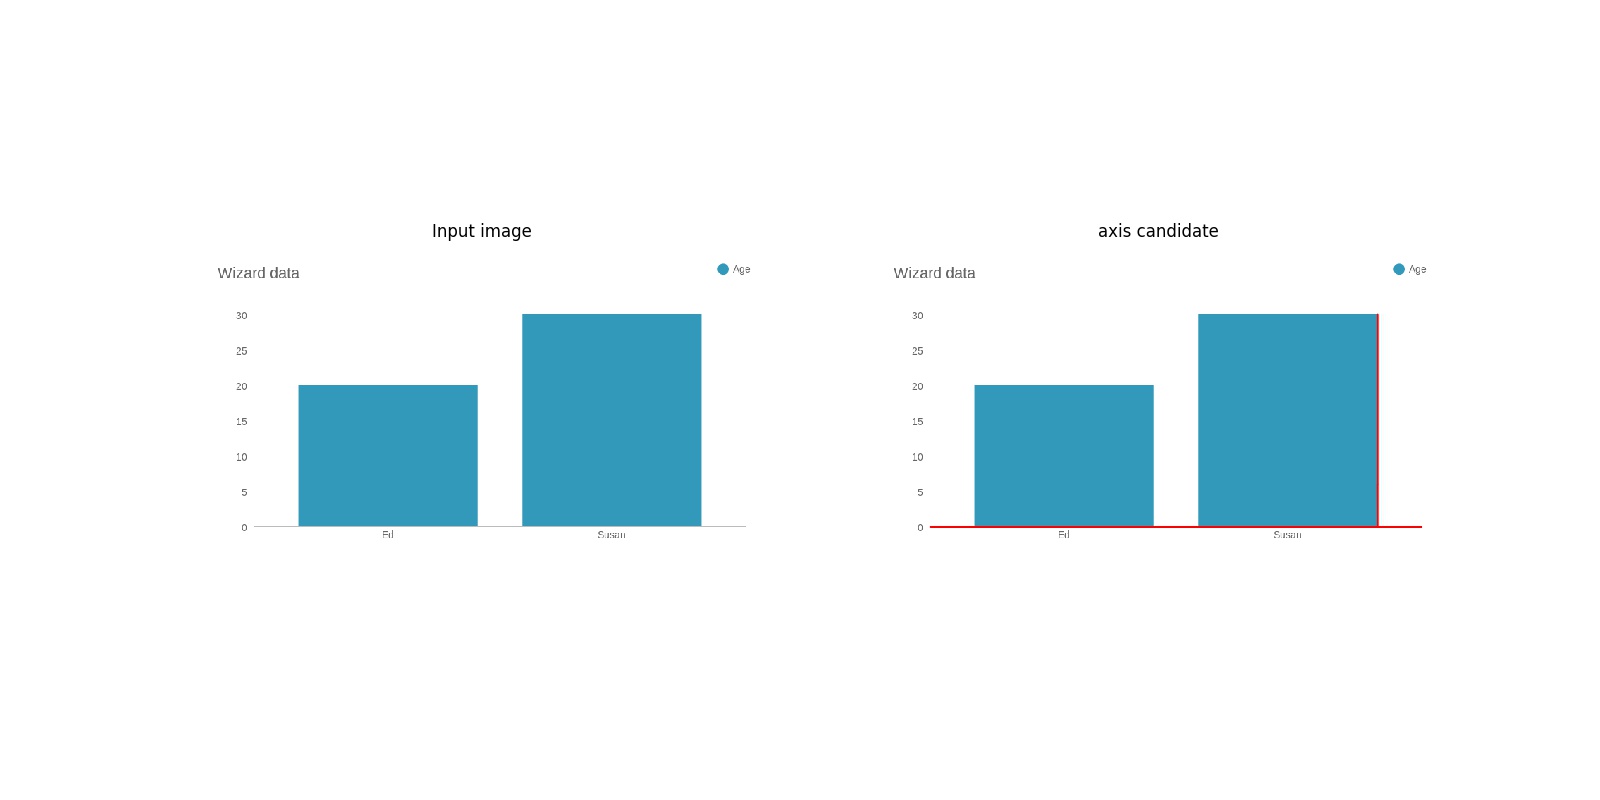 Input image
Wizard data
Age
30
25
20
15
10
5
0
Ed
Susan
axis candidate
Wizard data
Age
30
25
20
15
10
5
0
Ed
Susan